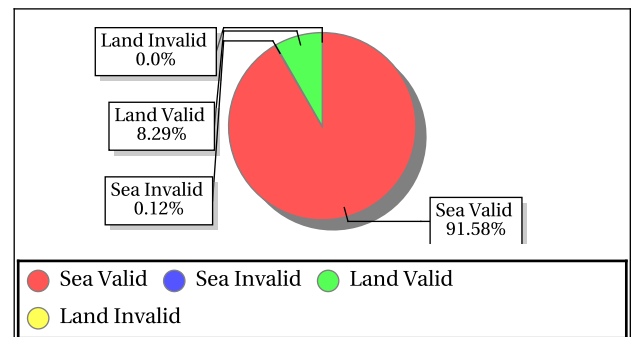 Land Invalid
0.0%
Land Valid
8.29%
Sea Invalid
0.12%
Sea Valid
91.58%
Sea Valid Sea Invalid Land Valid
Land Invalid